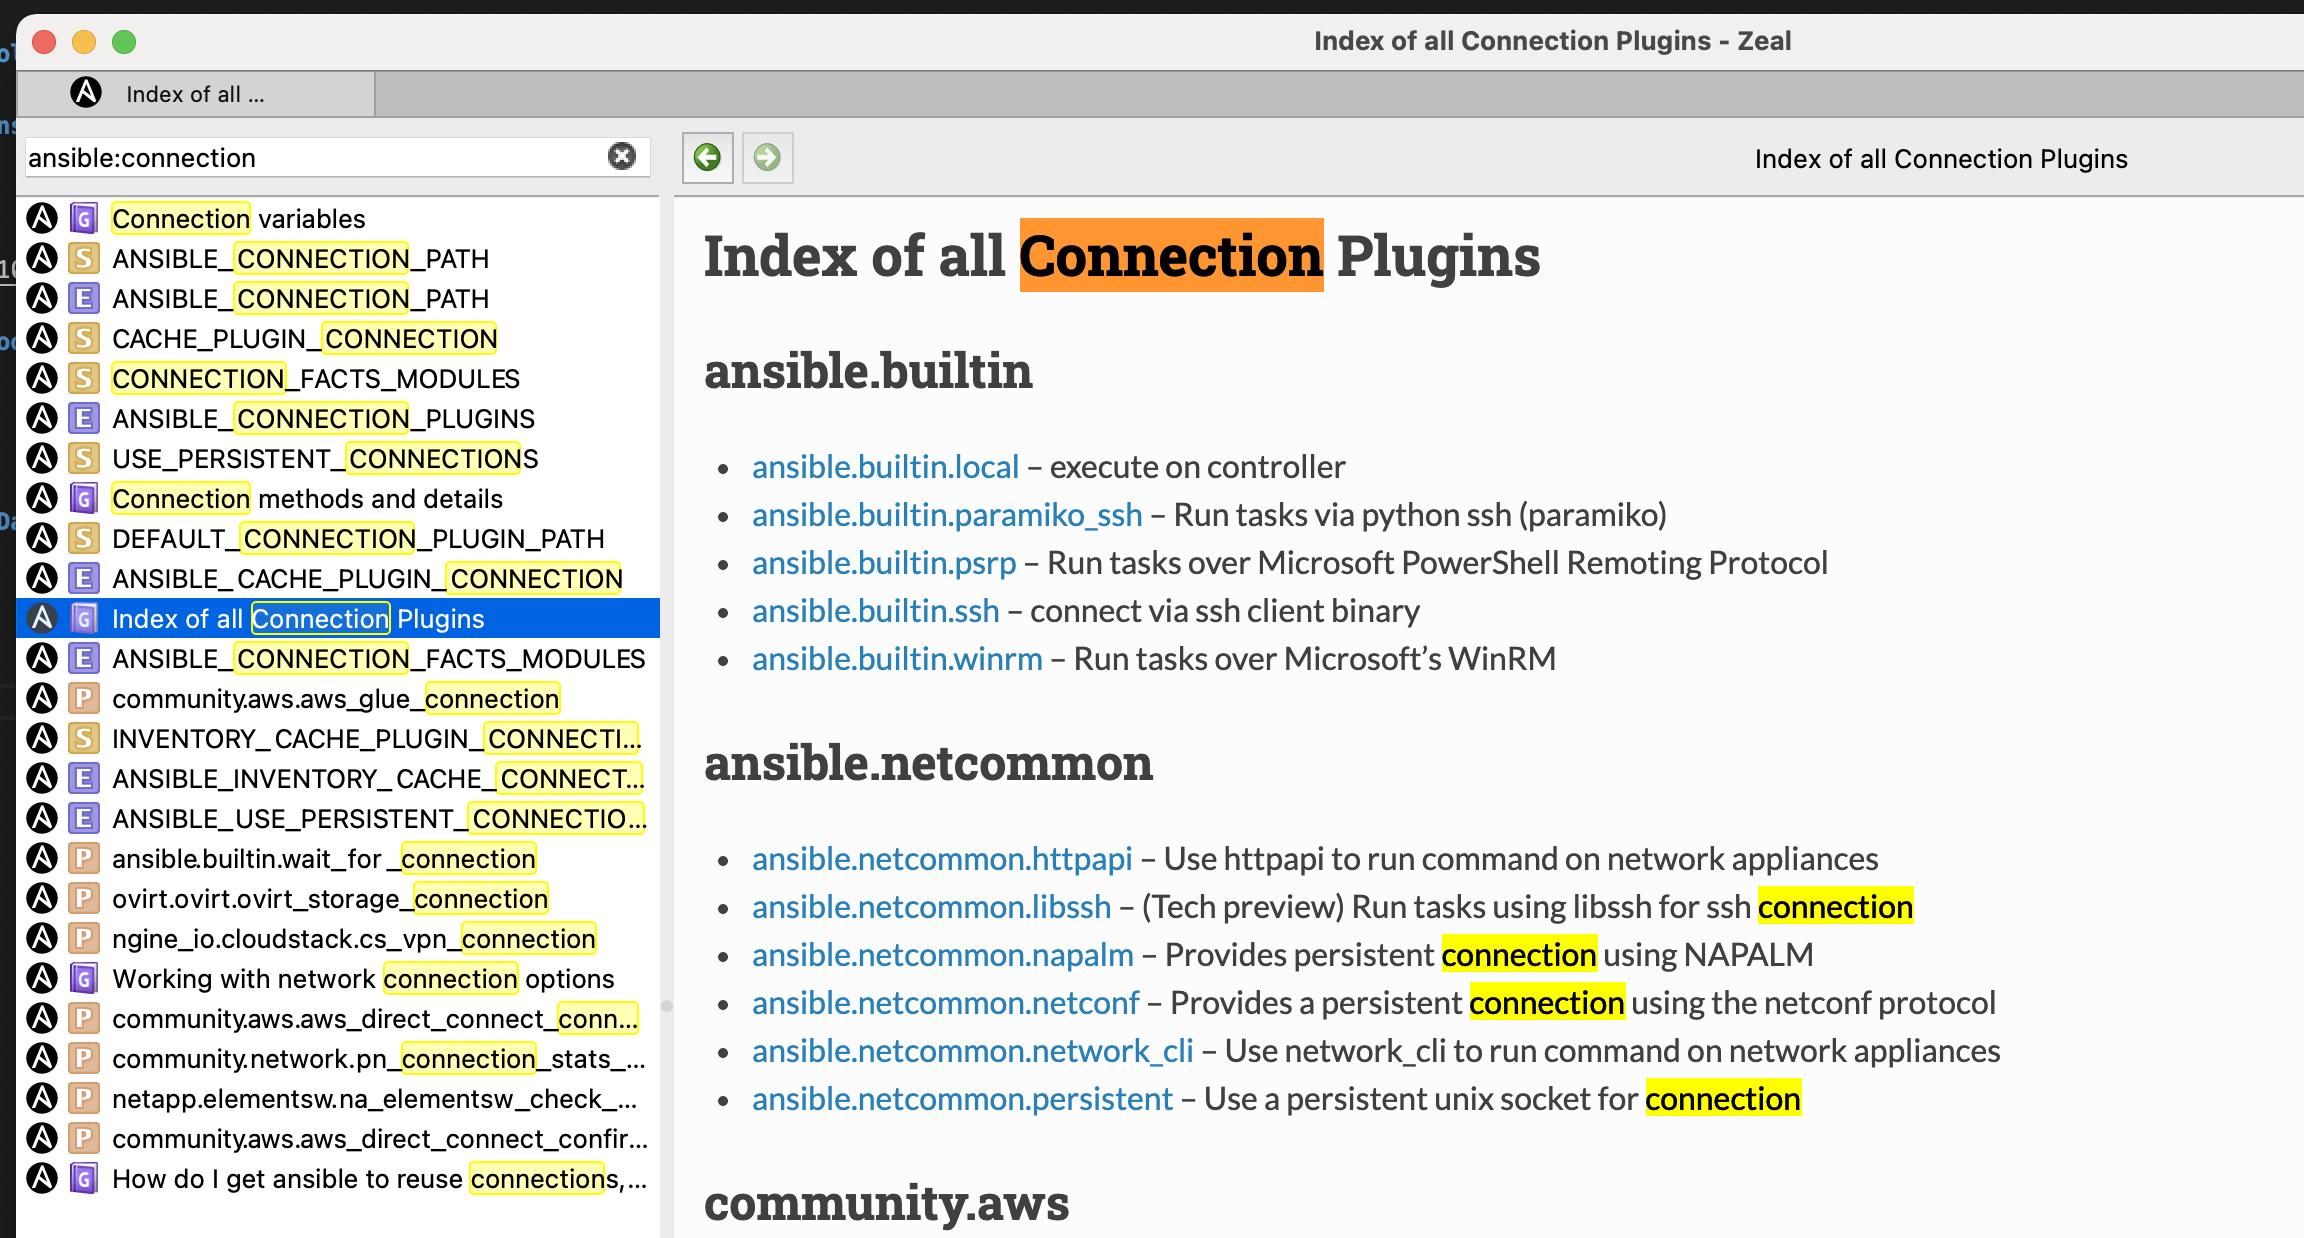 Index of all Connection Plugins - Zeal
Index of all ...
ansible:connection
Index of all Connection Plugins
G Connection variables
S ANSIBLE_CONNECTION_PATH
E ANSIBLE_CONNECTION_PATH
S CACHE_PLUGIN_CONNECTION
S CONNECTION_FACTS_MODULES
E ANSIBLE_CONNECTION_PLUGINS
S USE_PERSISTENT_CONNECTIONS
G Connection methods and details
S DEFAULT_CONNECTION_PLUGIN_PATH
E ANSIBLE_CACHE_PLUGIN_CONNECTION
G Index of all Connection Plugins
E ANSIBLE_CONNECTION_FACTS_MODULES
P community.aws.aws_glue_connection
S INVENTORY_CACHE_PLUGIN_CONNECTI...
E ANSIBLE_INVENTORY_CACHE_CONNECT...
E ANSIBLE_USE_PERSISTENT_CONNECTIO...
P ansible.builtin.wait_for_connection
P ovirt.ovirt.ovirt_storage_connection
P ngine_io.cloudstack.cs_vpn_connection
G Working with network connection options
P community.aws.aws_direct_connect_conn...
P community.network.pn_connection_stats_...
P netapp.elementsw.na_elementsw_check_...
P community.aws.aws_direct_connect_confir...
G How do I get ansible to reuse connections,...
Index of all Connection Plugins
ansible.builtin
• ansible.builtin.local – execute on controller
• ansible.builtin.paramiko_ssh – Run tasks via python ssh (paramiko)
• ansible.builtin.psrp – Run tasks over Microsoft PowerShell Remoting Protocol
• ansible.builtin.ssh – connect via ssh client binary
• ansible.builtin.winrm – Run tasks over Microsoft’s WinRM
ansible.netcommon
• ansible.netcommon.httpapi – Use httpapi to run command on network appliances
• ansible.netcommon.libssh – (Tech preview) Run tasks using libssh for ssh connection
• ansible.netcommon.napalm – Provides persistent connection using NAPALM
• ansible.netcommon.netconf – Provides a persistent connection using the netconf protocol
• ansible.netcommon.network_cli – Use network_cli to run command on network appliances
• ansible.netcommon.persistent – Use a persistent unix socket for connection
community.aws